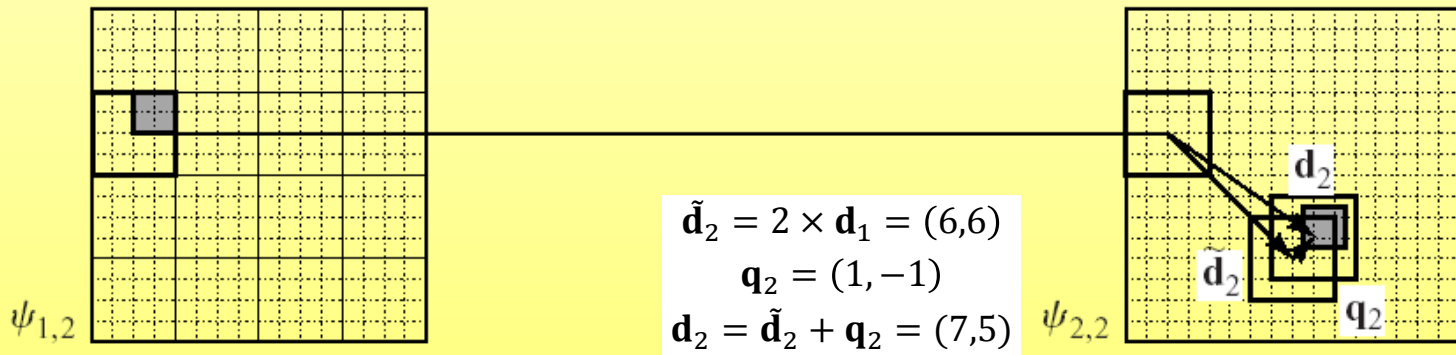 d₂
d̃₂ = 2 × d₁ = (6,6)
d̃₂
q₂ = (1, −1)
q₂
ψ₁,₂
d₂ = d̃₂ + q₂ = (7,5)
ψ₂,₂